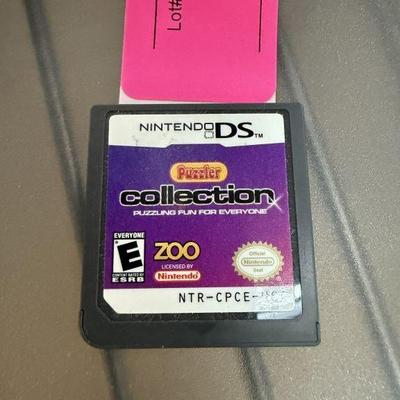 Lot#
NINTENDO DS™
Puzzler
collection
PUZZLING FUN FOR EVERYONE
EVERYONE
E
CONTENT RATED BY
ESRB
ZOO
LICENSED BY
Nintendo
Official
Nintendo
Seal
NTR-CPCE-